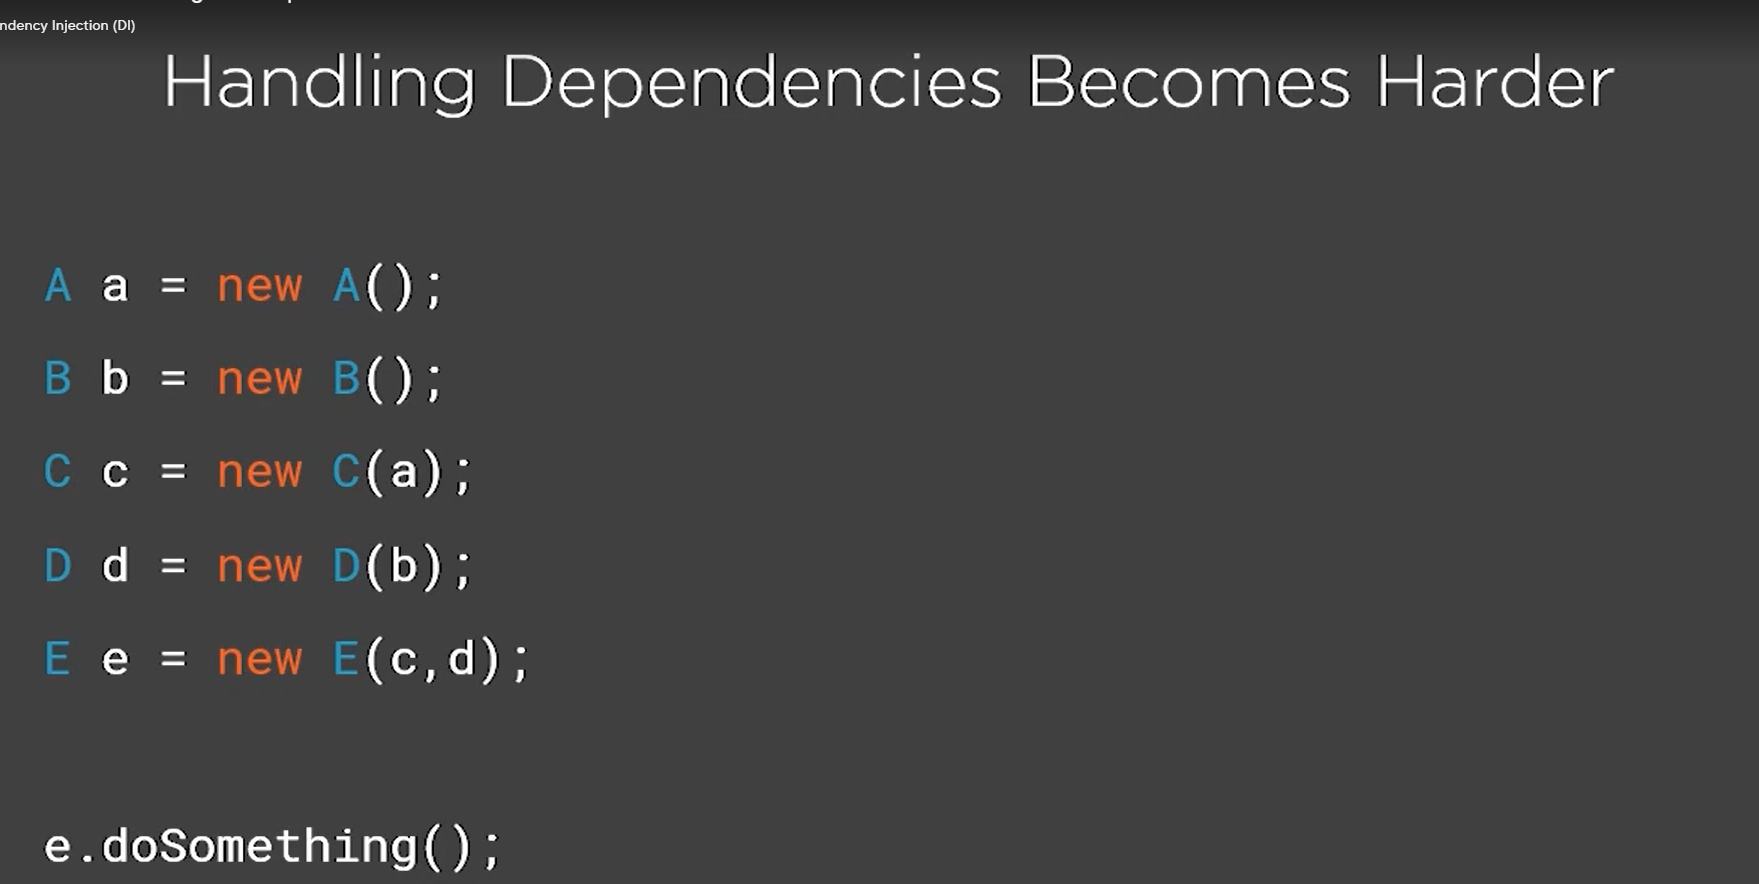 ndency Injection (DI)
Handling Dependencies Becomes Harder
A a = new A();
B b = new B();
C c = new C(a);
D d = new D(b);
E e = new E(c,d);
e.doSomething();